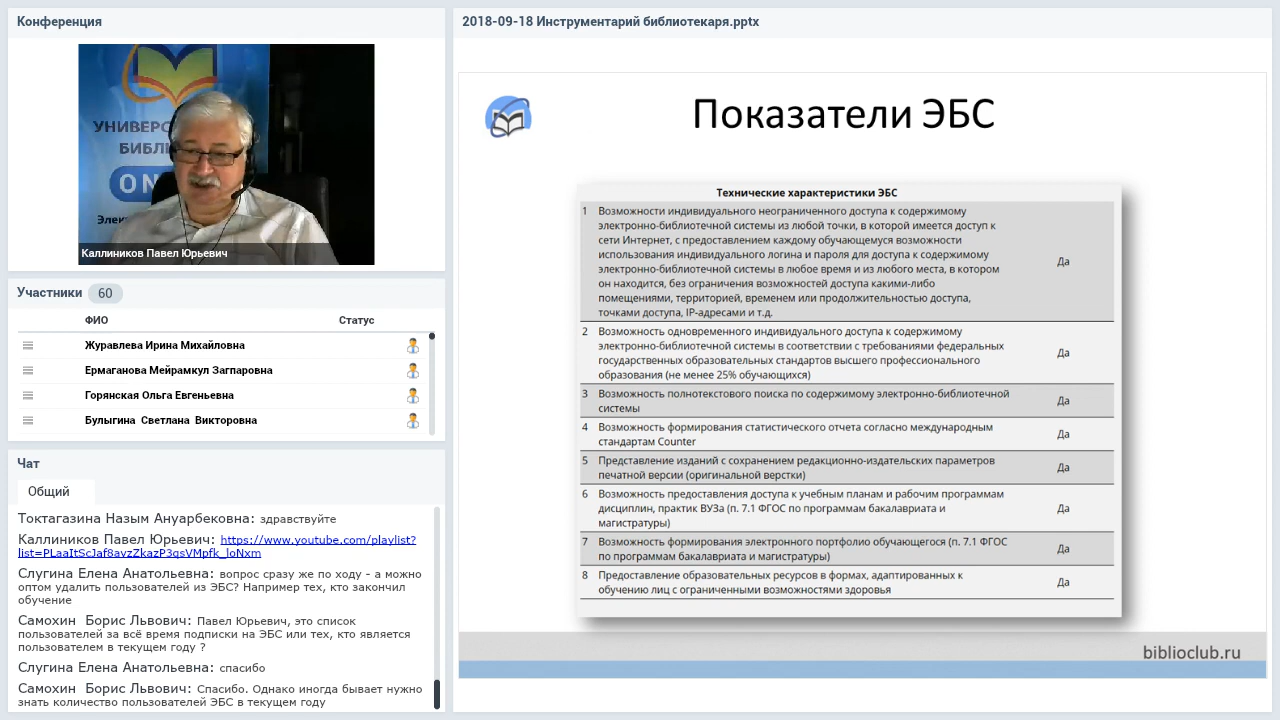 Конференция
УНИВЕРС
БИБЛИ
ON
Каллиников Павел Юрьевич
Участники 60
ФИО Статус
Журавлева Ирина Михайловна
Ермаганова Мейрамкул Загпаровна
Горянская Ольга Евгеньевна
Булыгина Светлана Викторовна
Чат
Общий
Токтагазина Назым Ануарбековна: здравствуйте
Каллиников Павел Юрьевич: https://www.youtube.com/playlist?
list=PLaaItScJaf8avzZkazP3qsVMpfk_loNxm
Слугина Елена Анатольевна: вопрос сразу же по ходу - а можно
оптом удалить пользователей из ЭБС? Например тех, кто закончил
обучение
Самохин Борис Львович: Павел Юрьевич, это список
пользователей за всё время подписки на ЭБС или тех, кто является
пользователем в текущем году ?
Слугина Елена Анатольевна: спасибо
Самохин Борис Львович: Спасибо. Однако иногда бывает нужно
знать количество пользователей ЭБС в текущем году
2018-09-18 Инструментарий библиотекаря.pptx
Показатели ЭБС
Технические характеристики ЭБС
1 Возможности индивидуального неограниченного доступа к содержимому
электронно-библиотечной системы из любой точки, в которой имеется доступ к
сети Интернет, с предоставлением каждому обучающемуся возможности
использования индивидуального логина и пароля для доступа к содержимому
электронно-библиотечной системы в любое время и из любого места, в котором
он находится, без ограничения возможностей доступа какими-либо
помещениями, территорией, временем или продолжительностью доступа,
точками доступа, IP-адресами и т.д.
Да
2 Возможность одновременного индивидуального доступа к содержимому
электронно-библиотечной системы в соответствии с требованиями федеральных
государственных образовательных стандартов высшего профессионального
образования (не менее 25% обучающихся)
Да
3 Возможность полнотекстового поиска по содержимому электронно-библиотечной
системы
Да
4 Возможность формирования статистического отчета согласно международным
стандартам Counter
Да
5 Представление изданий с сохранением редакционно-издательских параметров
печатной версии (оригинальной верстки)
Да
6 Возможность предоставления доступа к учебным планам и рабочим программам
дисциплин, практик ВУЗа (п. 7.1 ФГОС по программам бакалавриата и
магистратуры)
Да
7 Возможность формирования электронного портфолио обучающегося (п. 7.1 ФГОС
по программам бакалавриата и магистратуры)
Да
8 Предоставление образовательных ресурсов в формах, адаптированных к
обучению лиц с ограниченными возможностями здоровья
Да
biblioclub.ru